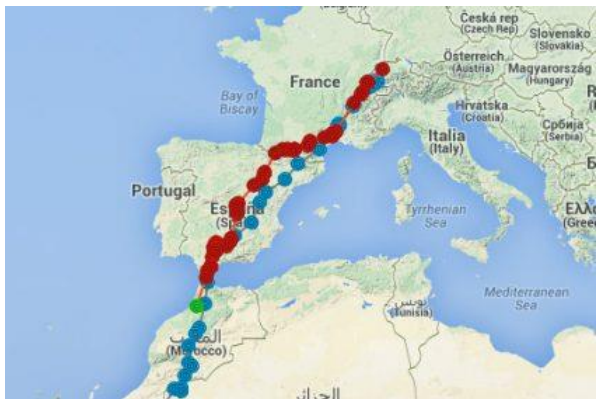 Česká rep
(Czech Rep)
Slovensko
(Slovakia)
Österreich
(Austria)
Magyarország
(Hungary)
France
Bay of
Biscay
Hrvatska
(Croatia)
Србија
(Serbia)
Italia
(Italy)
Portugal
Tyrrhenian
Sea
تونس
(Tunisia)
Mediterranean
Sea
(Morocco)